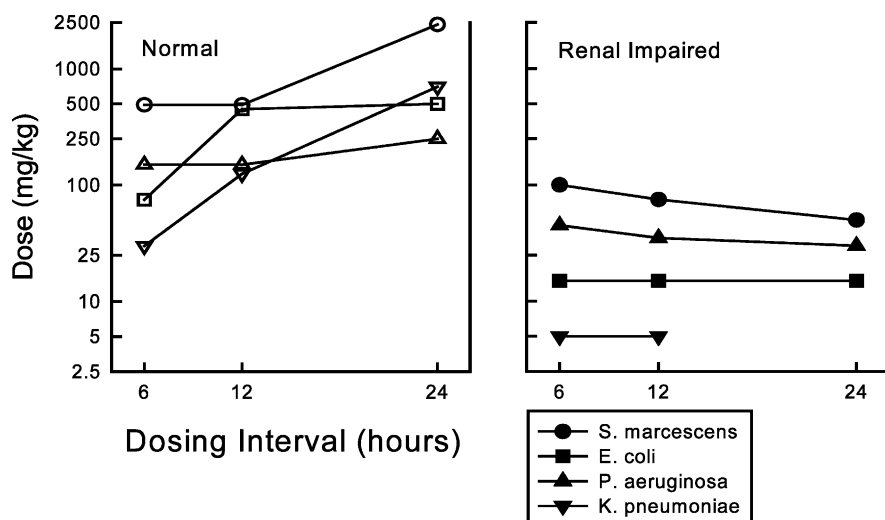 Normal
Renal Impaired
Dose (mg/kg)
2500
1000
500
250
100
25
10
5
2.5
6 12 24
6 12 24
Dosing Interval (hours)
S. marcescens
E. coli
P. aeruginosa
K. pneumoniae